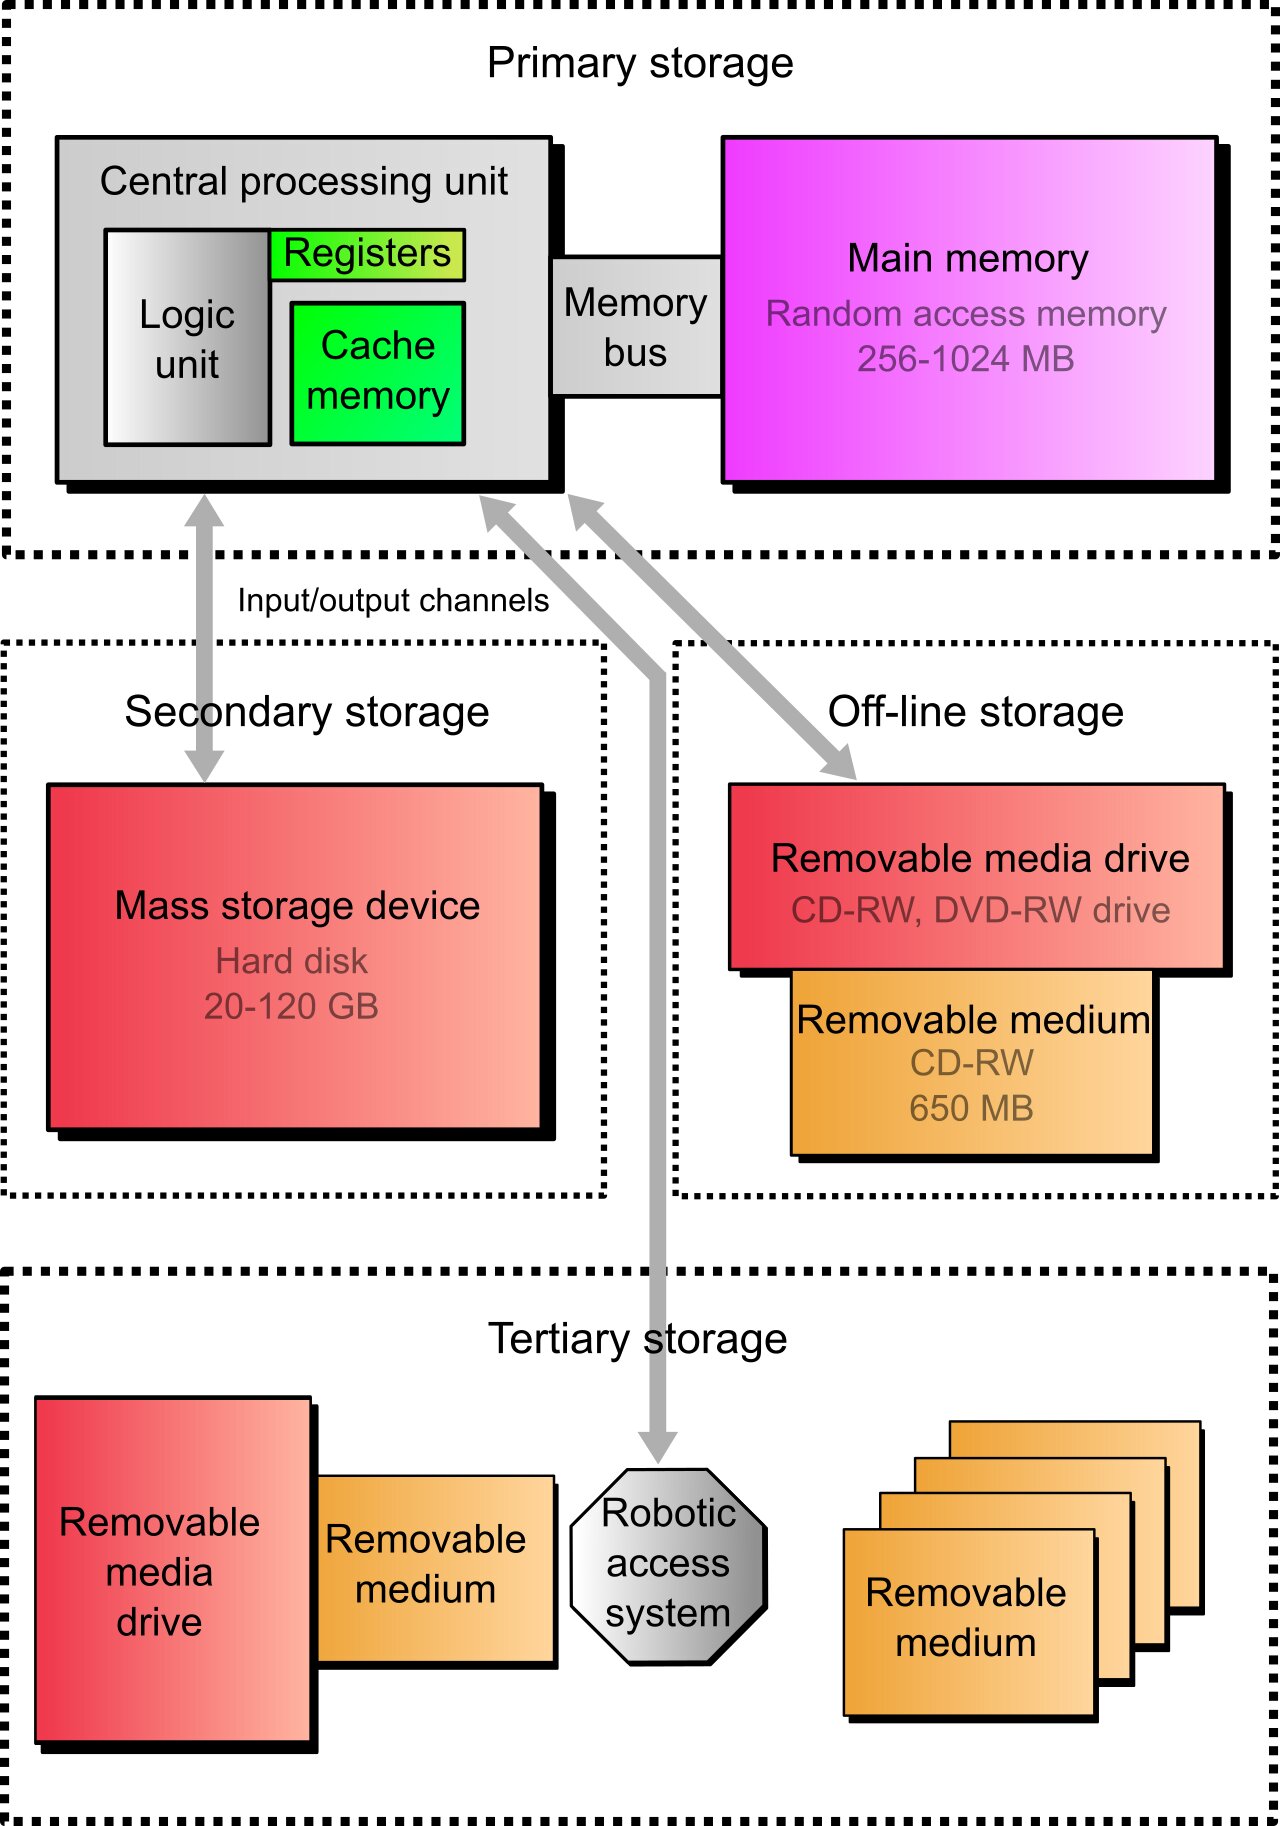 Primary storage
Central processing unit
Registers
Logic
unit
Cache
memory
Memory
bus
Main memory
Random access memory
256-1024 MB
Input/output channels
Secondary storage
Mass storage device
Hard disk
20-120 GB
Off-line storage
Removable media drive
CD-RW, DVD-RW drive
Removable medium
CD-RW
650 MB
Tertiary storage
Removable
media
drive
Removable
medium
Robotic
access
system
Removable
medium